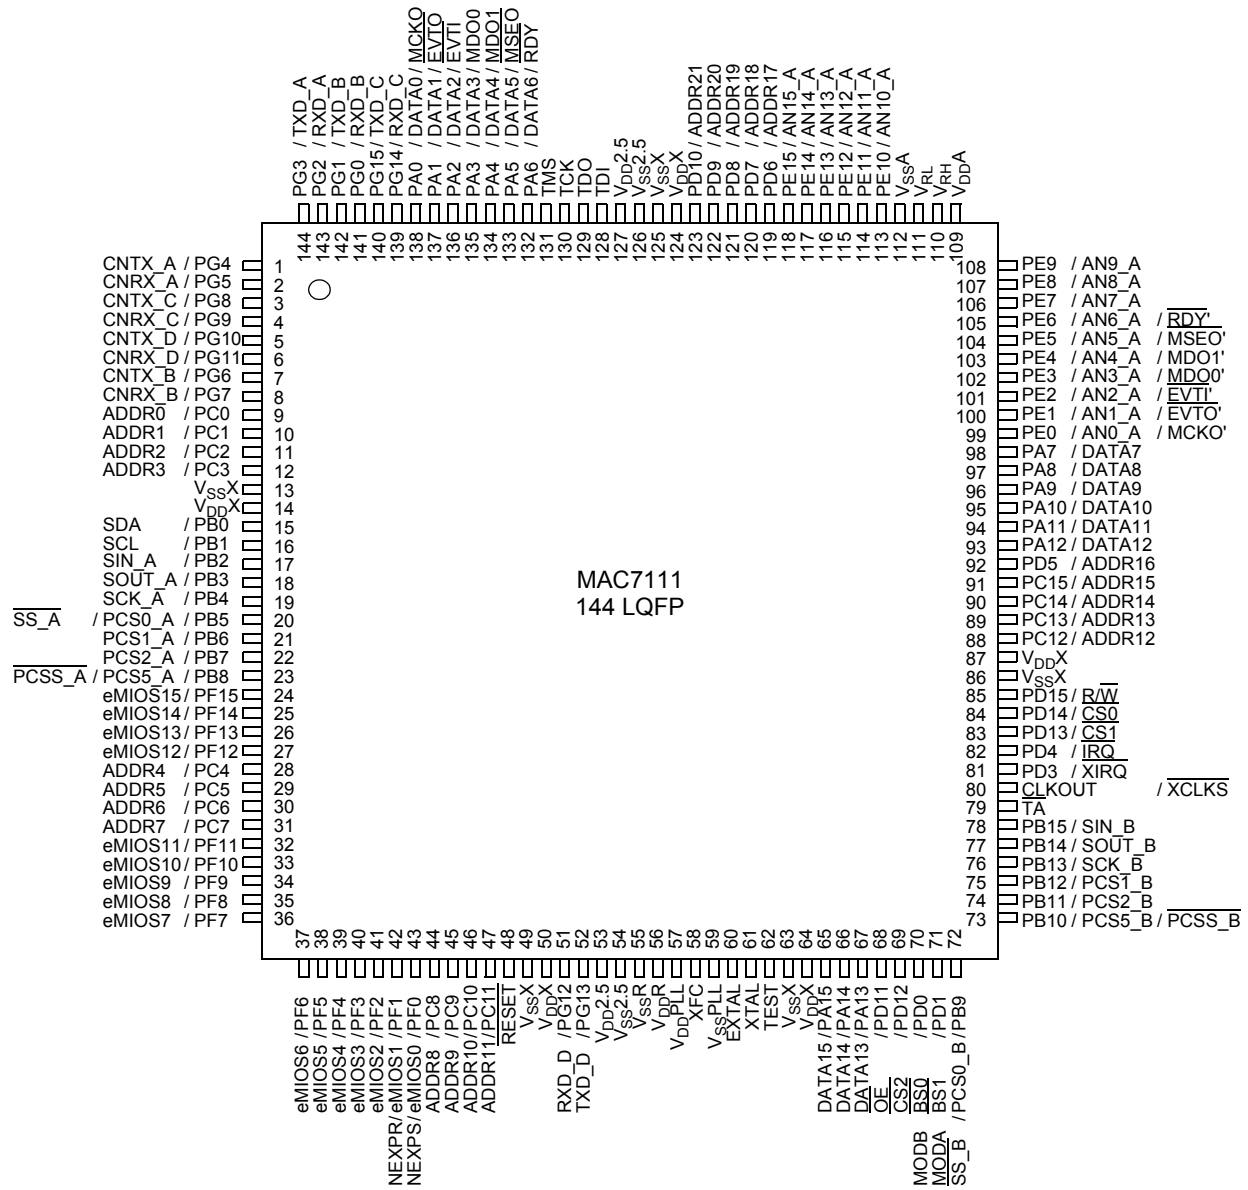 PG3 / TXD_A
PG2 / RXD_A
PG1 / TXD_B
PG0 / RXD_B
PG15 / TXD_C
PG14 / RXD_C
PA0 / DATA0 / MCKO
PA1 / DATA1 / EVTO
PA2 / DATA2 / EVTI
PA3 / DATA3 / MDO0
PA4 / DATA4 / MDO1
PA5 / DATA5 / MSEO
PA6 / DATA6 / RDY
TMS
TCK
TDO
TDI
VDD2.5
VSS2.5
VSSX
VDDX
PD10 / ADDR21
PD9 / ADDR20
PD8 / ADDR19
PD7 / ADDR18
PD6 / ADDR17
PE15 / AN15_A
PE14 / AN14_A
PE13 / AN13_A
PE12 / AN12_A
PE11 / AN11_A
PE10 / AN10_A
VSSA
VRL
VRH
VDDA
144 143 142 141 140 139 138 137 136 135 134 133 132 131 130 129 128 127 126 125 124 123 122 121 120 119 118 117 116 115 114 113 112 111 110 109
CNTX_A / PG4 1
CNRX_A / PG5 2
CNTX_C / PG8 3
CNRX_C / PG9 4
CNTX_D / PG10 5
CNRX_D / PG11 6
CNTX_B / PG6 7
CNRX_B / PG7 8
ADDR0 / PC0 9
ADDR1 / PC1 10
ADDR2 / PC2 11
ADDR3 / PC3 12
VSSX 13
VDDX 14
SDA / PB0 15
SCL / PB1 16
SIN_A / PB2 17
SOUT_A / PB3 18
SCK_A / PB4 19
SS_A / PCS0_A / PB5 20
PCS1_A / PB6 21
PCS2_A / PB7 22
PCSS_A / PCS5_A / PB8 23
eMIOS15 / PF15 24
eMIOS14 / PF14 25
eMIOS13 / PF13 26
eMIOS12 / PF12 27
ADDR4 / PC4 28
ADDR5 / PC5 29
ADDR6 / PC6 30
ADDR7 / PC7 31
eMIOS11 / PF11 32
eMIOS10 / PF10 33
eMIOS9 / PF9 34
eMIOS8 / PF8 35
eMIOS7 / PF7 36
MAC7111
144 LQFP
108 PE9 / AN9_A
107 PE8 / AN8_A
106 PE7 / AN7_A
105 PE6 / AN6_A / RDY'
104 PE5 / AN5_A / MSEO'
103 PE4 / AN4_A / MDO1'
102 PE3 / AN3_A / MDO0'
101 PE2 / AN2_A / EVTI'
100 PE1 / AN1_A / EVTO'
99 PE0 / AN0_A / MCKO'
98 PA7 / DATA7
97 PA8 / DATA8
96 PA9 / DATA9
95 PA10 / DATA10
94 PA11 / DATA11
93 PA12 / DATA12
92 PD5 / ADDR16
91 PC15 / ADDR15
90 PC14 / ADDR14
89 PC13 / ADDR13
88 PC12 / ADDR12
87 VDDX
86 VSSX
85 PD15 / R/W
84 PD14 / CS0
83 PD13 / CS1
82 PD4 / IRQ
81 PD3 / XIRQ
80 CLKOUT / XCLKS
79 TA
78 PB15 / SIN_B
77 PB14 / SOUT_B
76 PB13 / SCK_B
75 PB12 / PCS1_B
74 PB11 / PCS2_B
73 PB10 / PCS5_B / PCSS_B
37 38 39 40 41 42 43 44 45 46 47 48 49 50 51 52 53 54 55 56 57 58 59 60 61 62 63 64 65 66 67 68 69 70 71 72
eMIOS6 /PF6
eMIOS5 /PF5
eMIOS4 /PF4
eMIOS3 /PF3
eMIOS2 /PF2
NEXPR/ eMIOS1 /PF1
NEXPS/ eMIOS0 /PF0
ADDR8 /PC8
ADDR9 /PC9
ADDR10 /PC10
ADDR11 /PC11
RESET
VSSX
VDDX
RXD_D /PG12
TXD_D /PG13
VDD2.5
VSS2.5
VSSR
VDDR
VDDPLL
XFC
VSSPLL
EXTAL
XTAL
TEST
VSSX
VDDX
DATA15 /PA15
DATA14 /PA14
DATA13 /PA13
OE /PD11
CS2 /PD12
MODB BS0 /PD0
MODA BS1 /PD1
SS_B / PCS0_B / PB9